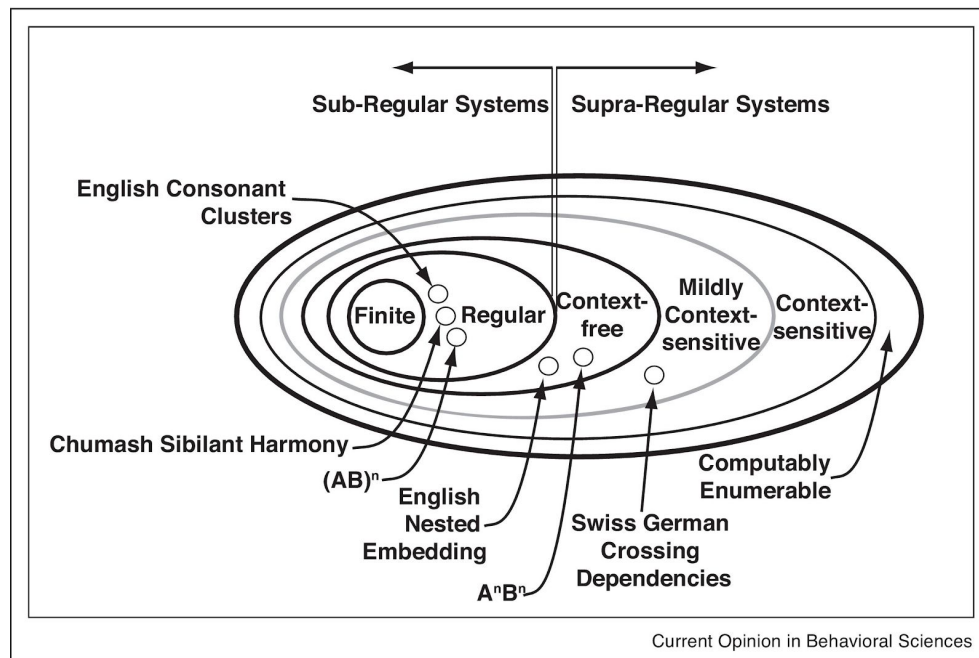 Sub-Regular Systems
Supra-Regular Systems
English Consonant
Clusters
Finite
Regular
Context-
free
Mildly
Context-
sensitive
Context-
sensitive
Chumash Sibilant Harmony
(AB)ⁿ
English
Nested
Embedding
AⁿBⁿ
Swiss German
Crossing
Dependencies
Computably
Enumerable
Current Opinion in Behavioral Sciences